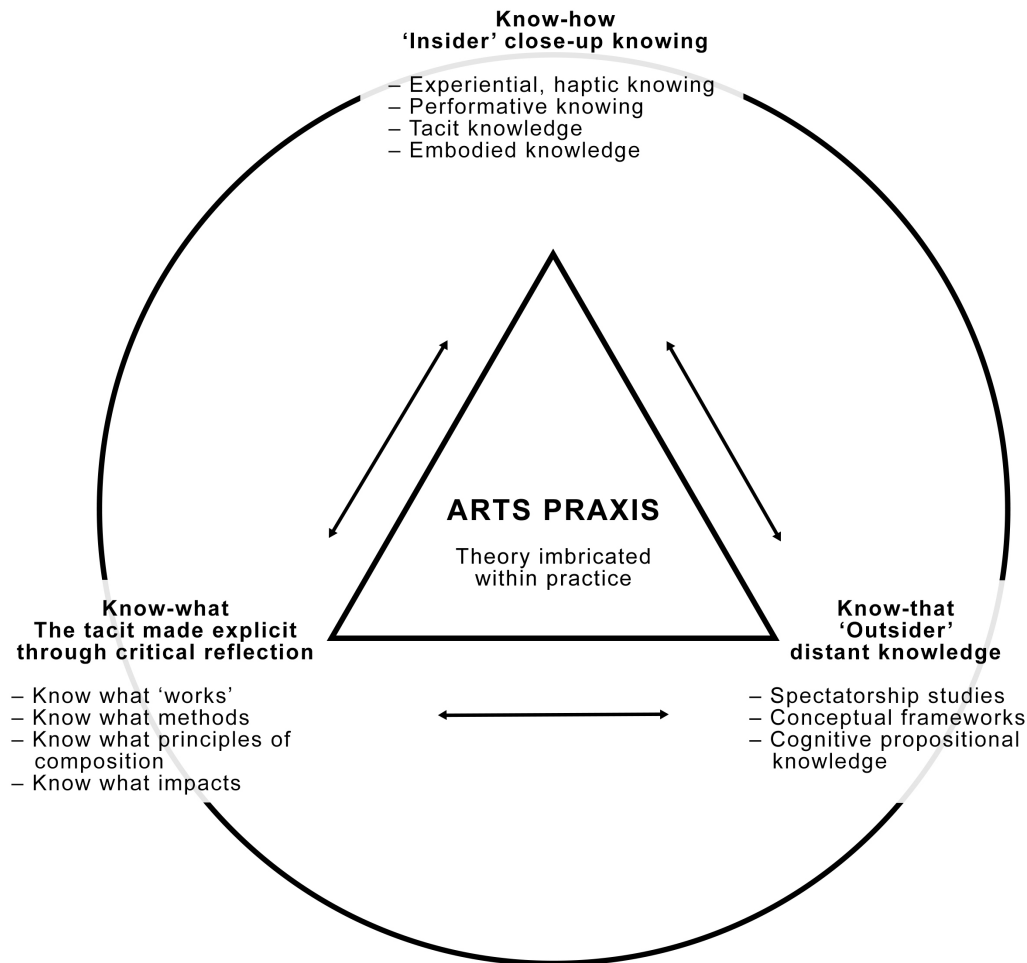 Know-how
‘Insider’ close-up knowing
– Experiential, haptic knowing
– Performative knowing
– Tacit knowledge
– Embodied knowledge
ARTS PRAXIS
Theory imbricated
within practice
Know-what
The tacit made explicit
through critical reflection
– Know what ‘works’
– Know what methods
– Know what principles of
composition
– Know what impacts
Know-that
‘Outsider’
distant knowledge
– Spectatorship studies
– Conceptual frameworks
– Cognitive propositional
knowledge